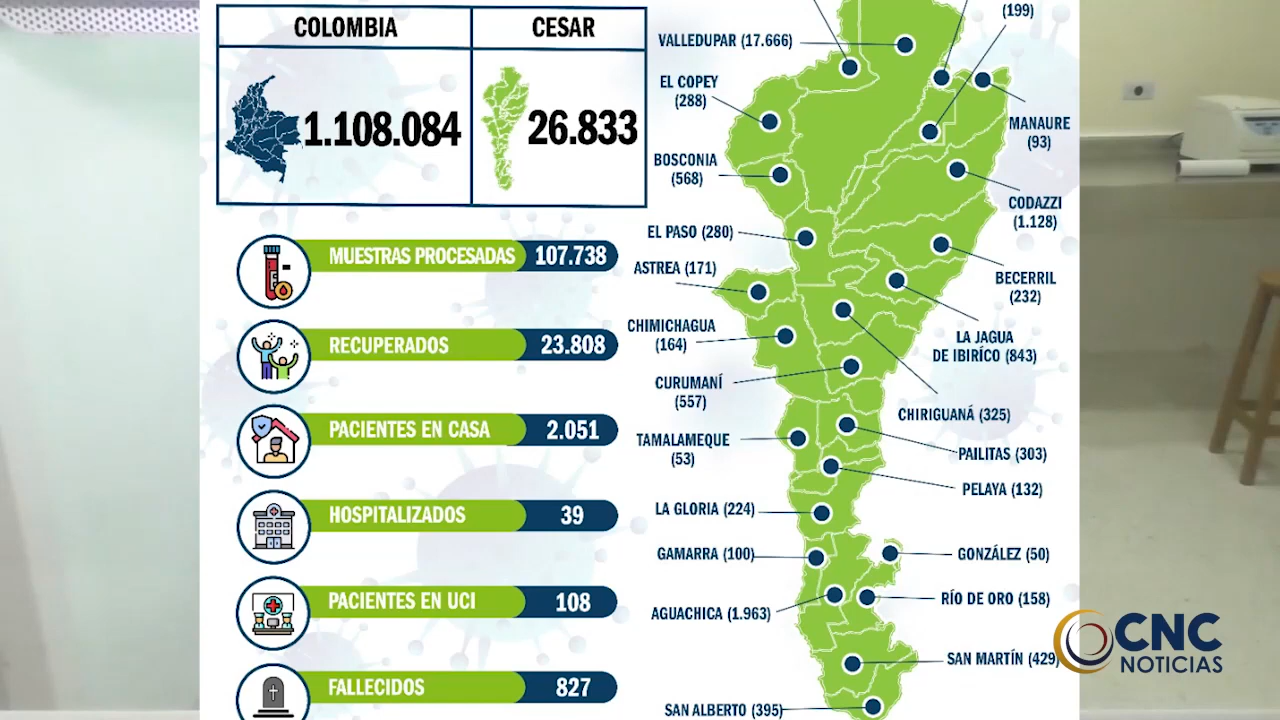 COLOMBIA
CESAR
1.108.084
26.833
MUESTRAS PROCESADAS
107.738
RECUPERADOS
23.808
PACIENTES EN CASA
2.051
HOSPITALIZADOS
39
PACIENTES EN UCI
108
FALLECIDOS
827
(199)
VALLEDUPAR (17.666)
EL COPEY
(288)
MANAURE
(93)
BOSCONIA
(568)
CODAZZI
(1.128)
EL PASO (280)
ASTREA (171)
BECERRIL
(232)
CHIMICHAGUA
(164)
LA JAGUA
DE IBIRÍCO (843)
CURUMANÍ
(557)
CHIRIGUANÁ (325)
TAMALAMEQUE
(53)
PAILITAS (303)
PELAYA (132)
LA GLORIA (224)
GAMARRA (100)
GONZÁLEZ (50)
AGUACHICA (1.963)
RÍO DE ORO (158)
SAN MARTÍN (429)
SAN ALBERTO (395)
CNC
NOTICIAS